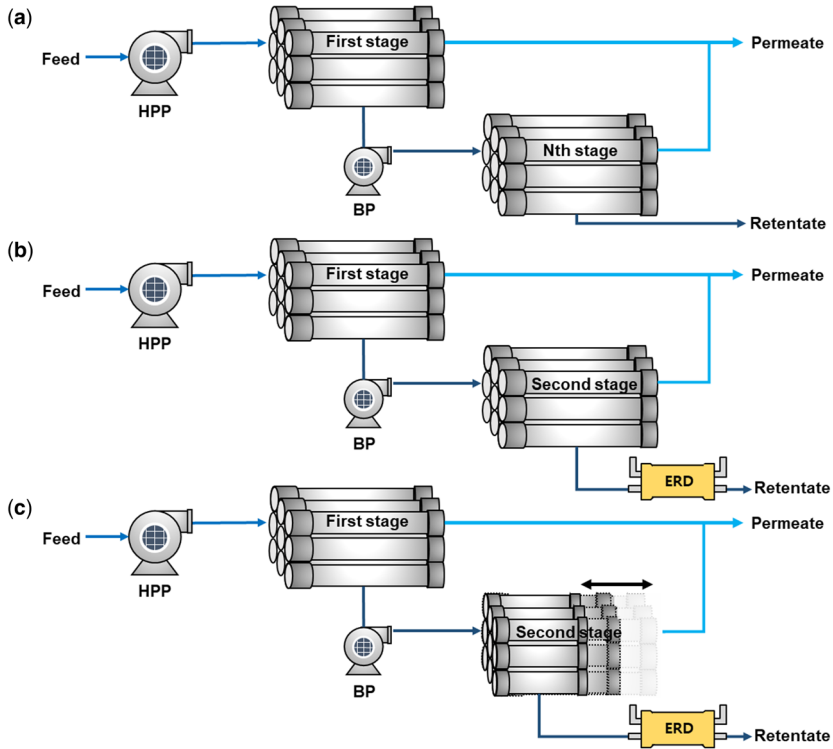 (a)
First stage
Permeate
Feed
HPP
Nth stage
BP
Retentate
(b)
First stage
Permeate
Feed
HPP
Second stage
BP
ERD
Retentate
(c)
First stage
Permeate
Feed
HPP
Second stage
BP
ERD
Retentate